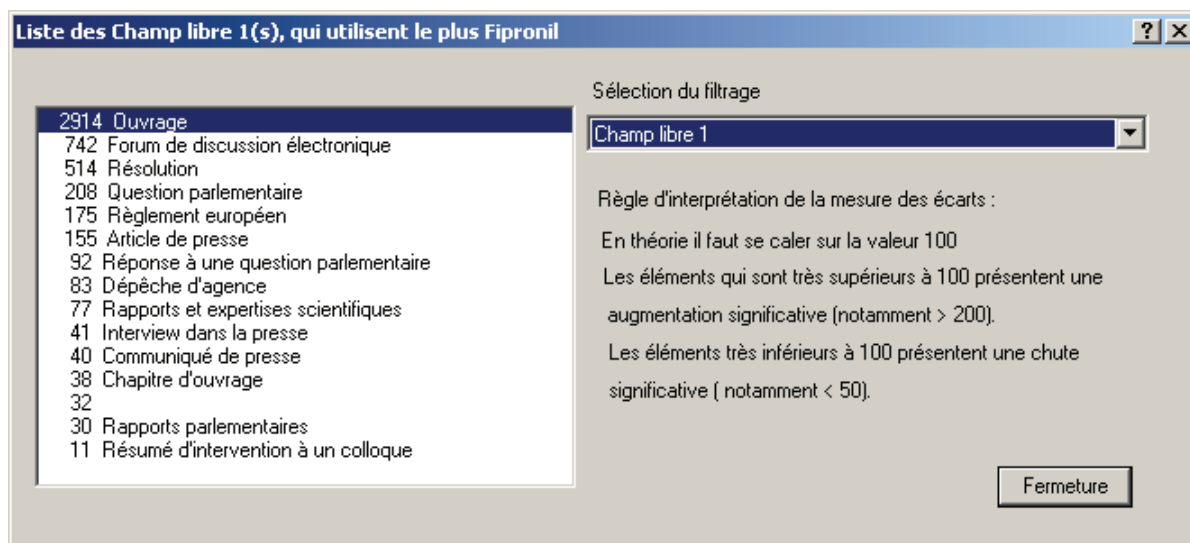 Liste des Champ libre 1(s), qui utilisent le plus Fipronil
2914 Ouvrage
742 Forum de discussion électronique
514 Résolution
208 Question parlementaire
175 Règlement européen
155 Article de presse
92 Réponse à une question parlementaire
83 Dépêche d'agence
77 Rapports et expertises scientifiques
41 Interview dans la presse
40 Communiqué de presse
38 Chapitre d'ouvrage
32
30 Rapports parlementaires
11 Résumé d'intervention à un colloque
Sélection du filtrage
Champ libre 1
Règle d'interprétation de la mesure des écarts :
En théorie il faut se caler sur la valeur 100
Les éléments qui sont très supérieurs à 100 présentent une
augmentation significative (notamment > 200).
Les éléments très inférieurs à 100 présentent une chute
significative ( notamment < 50).
Fermeture